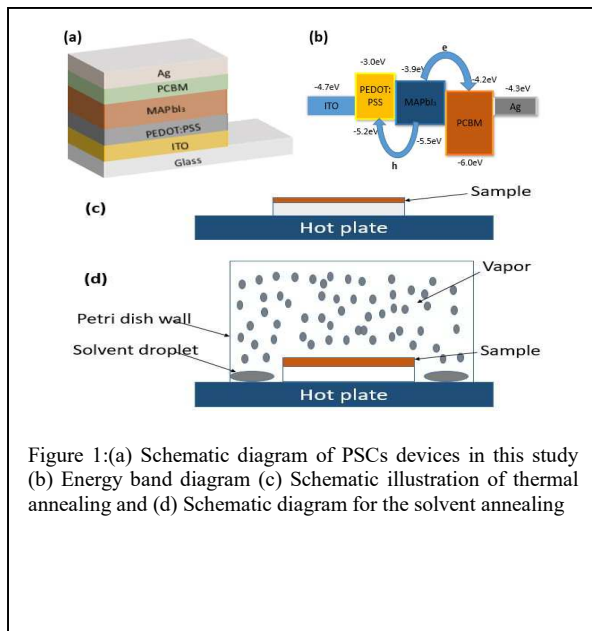 (a)
Ag
PCBM
MAPbI₃
PEDOT:PSS
ITO
Glass
(b)
e
-3.0eV
-3.9eV
-4.7eV
-4.2eV
-4.3eV
PEDOT:
PSS
MAPbI₃
ITO
PCBM
Ag
-5.2eV
-5.5eV
h
-6.0eV
(c)
Sample
Hot plate
(d)
Vapor
Petri dish wall
Solvent droplet
Sample
Hot plate
Figure 1:(a) Schematic diagram of PSCs devices in this study
(b) Energy band diagram (c) Schematic illustration of thermal
annealing and (d) Schematic diagram for the solvent annealing